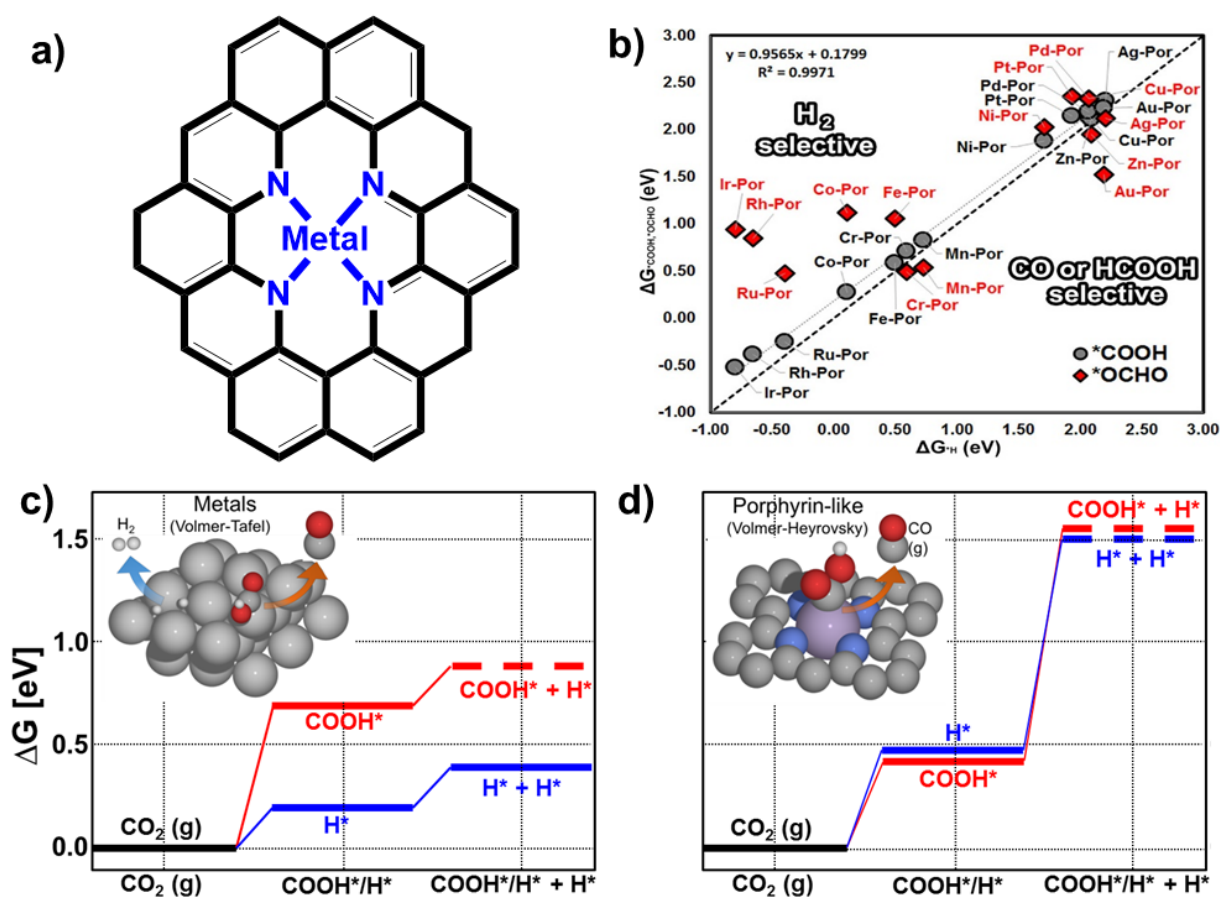 a)
N N
Metal
N N
b)
y = 0.9565x + 0.1799
R² = 0.9971
H₂
selective
CO or HCOOH
selective
Pd-Por
Ag-Por
Pt-Por
Pd-Por
Cu-Por
Pt-Por
Au-Por
Ni-Por
Ag-Por
Cu-Por
Ni-Por
Zn-Por
Zn-Por
Au-Por
Ir-Por
Co-Por
Fe-Por
Rh-Por
Cr-Por
Mn-Por
Co-Por
Ru-Por
Mn-Por
Fe-Por
Cr-Por
Ru-Por
Rh-Por
Ir-Por
*COOH
*OCHO
3.00
2.50
2.00
1.50
1.00
0.50
0.00
-0.50
-1.00
-1.00 -0.50 0.00 0.50 1.00 1.50 2.00 2.50 3.00
ΔG*COOH,*OCHO (eV)
ΔG*H (eV)
c)
Metals
(Volmer-Tafel)
H₂
1.5
1.0
0.5
0.0
ΔG [eV]
COOH* + H*
COOH*
H* + H*
H*
CO₂ (g)
CO₂ (g) COOH*/H* COOH*/H* + H*
d)
Porphyrin-like
(Volmer-Heyrovsky)
CO
(g)
COOH* + H*
H* + H*
H*
COOH*
CO₂ (g)
CO₂ (g) COOH*/H* COOH*/H* + H*